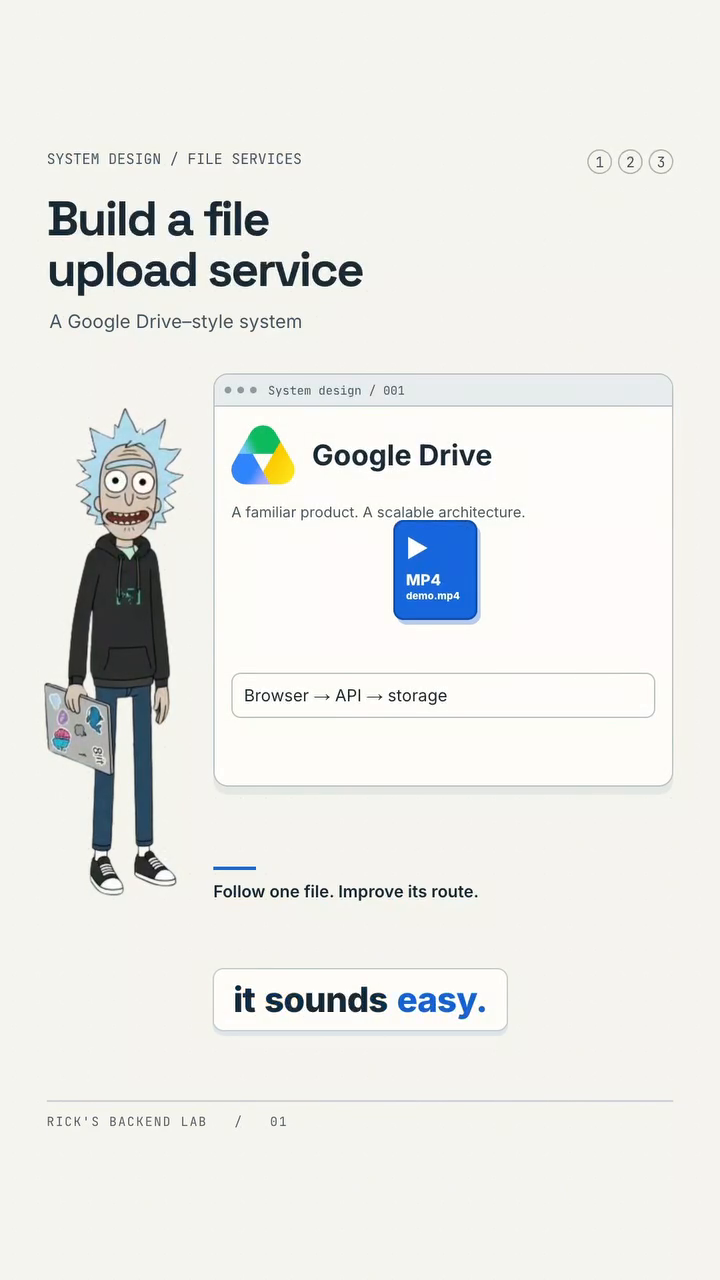 SYSTEM DESIGN / FILE SERVICES
1 2 3
Build a file
upload service
A Google Drive–style system
System design / 001
Google Drive
A familiar product. A scalable architecture.
MP4
demo.mp4
Browser → API → storage
Follow one file. Improve its route.
it sounds easy.
RICK'S BACKEND LAB / 01